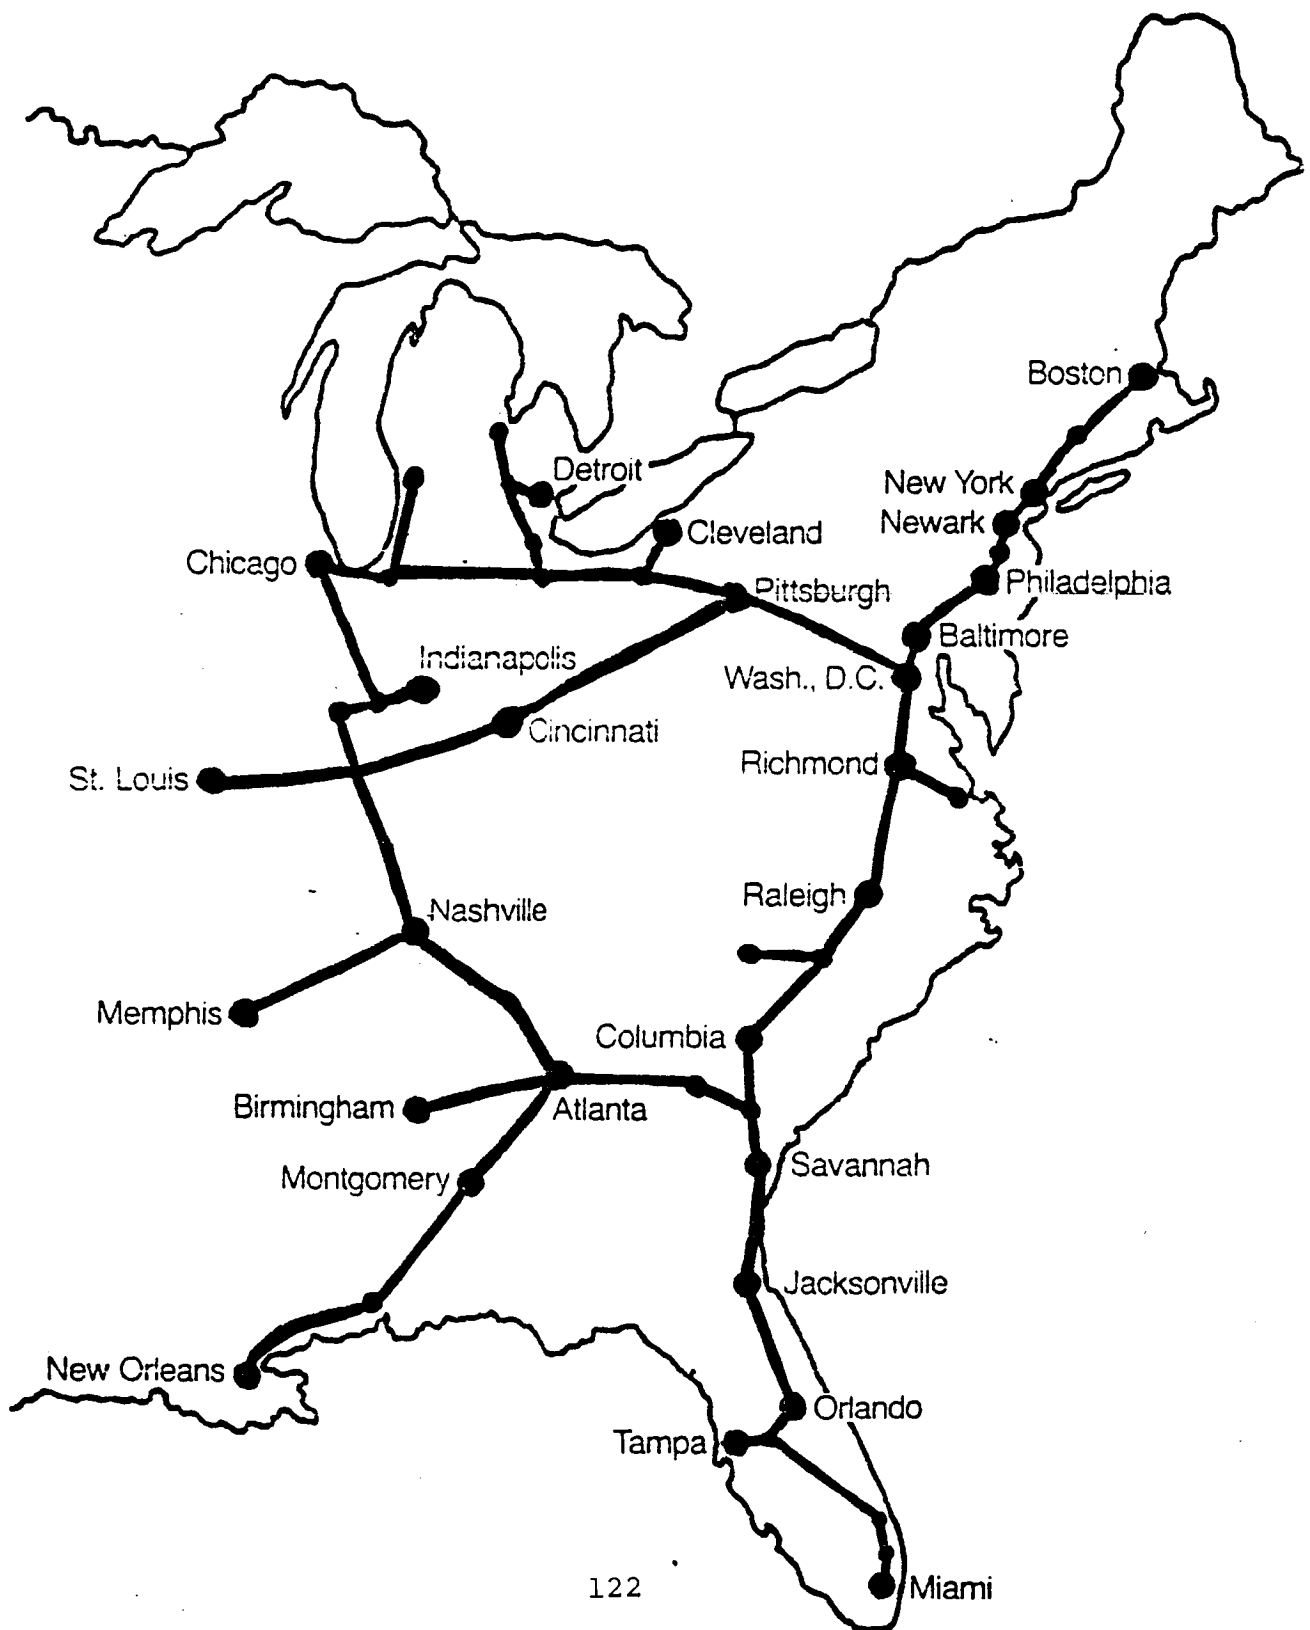 Boston
New York
Detroit
Newark
Cleveland
Chicago
Philadelphia
Pittsburgh
Baltimore
Indianapolis
Wash., D.C.
Cincinnati
Richmond
St. Louis
Raleigh
Nashville
Memphis
Columbia
Birmingham
Atlanta
Savannah
Montgomery
Jacksonville
New Orleans
Orlando
Tampa
122
Miami